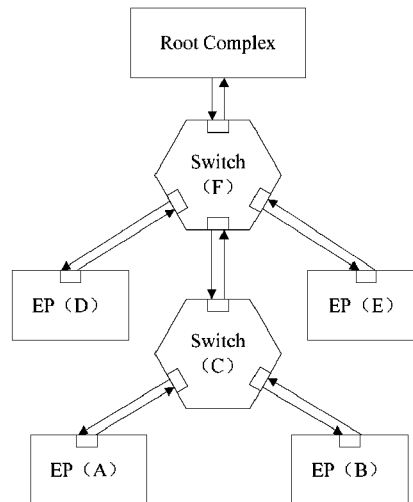 Root Complex
Switch
（F）
EP（D）
EP（E）
Switch
（C）
EP（A）
EP（B）